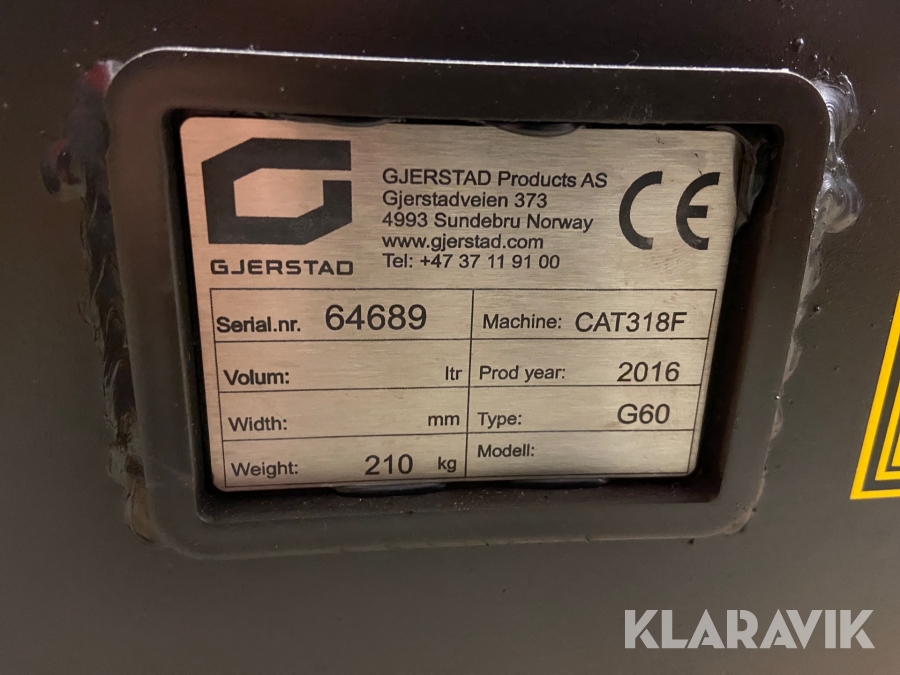 GJERSTAD
GJERSTAD Products AS
Gjerstadveien 373
4993 Sundebru Norway
www.gjerstad.com
Tel: +47 37 11 91 00
CE
Serial.nr. 64689
Machine: CAT318F
Volum: ltr
Prod year: 2016
Width: mm
Type: G60
Weight: 210 kg
Modell:
KLARAVIK